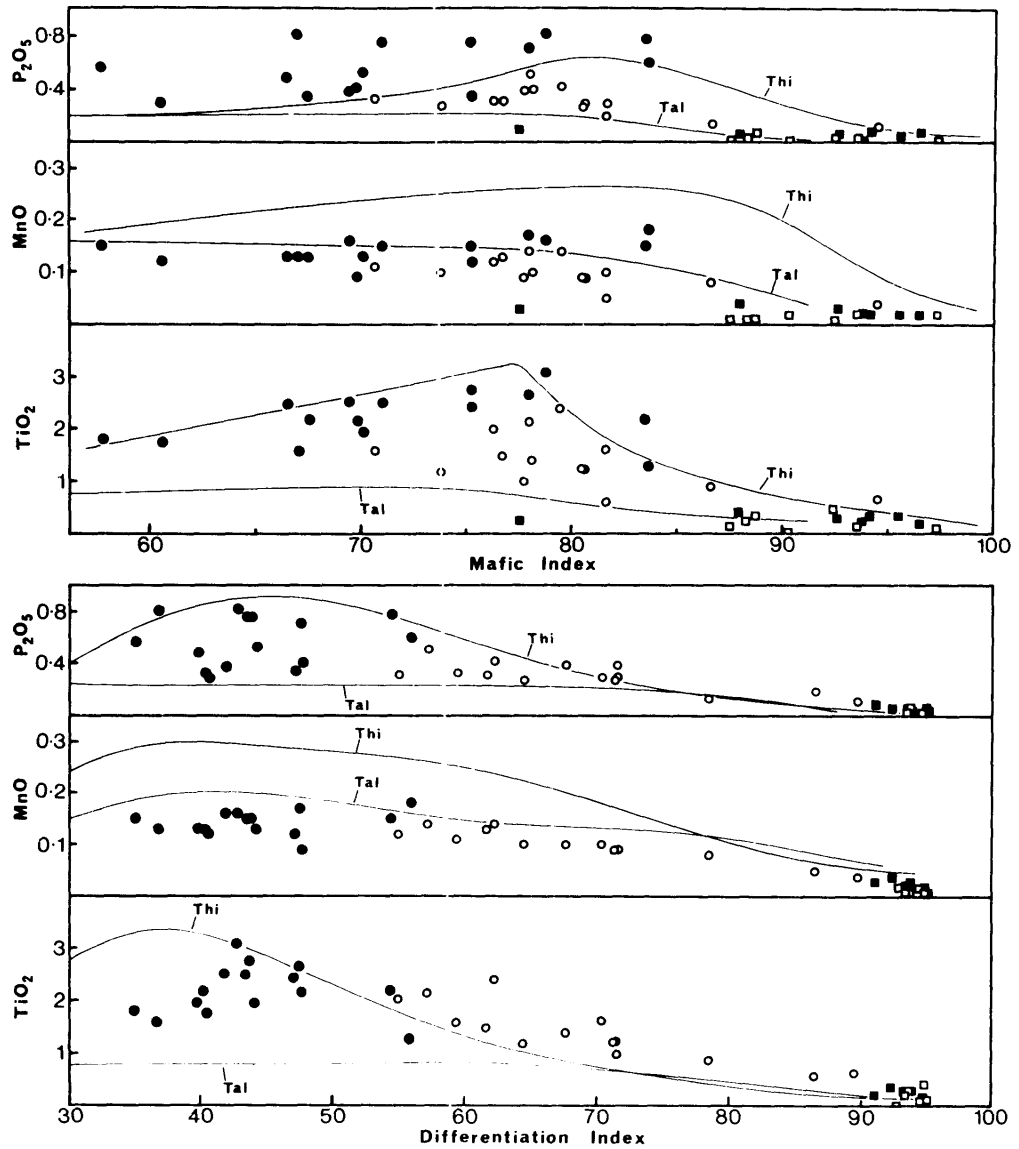 P₂O₅
0·8
0·4
Thi
Tal
MnO
0·3
0·2
0·1
Thi
Tal
TiO₂
3
2
1
Thi
Tal
60 70 80 90 100
Mafic Index
P₂O₅
0·8
0·4
Thi
Tal
MnO
0·3
0·2
0·1
Thi
Tal
TiO₂
3
2
1
Thi
Tal
30 40 50 60 70 80 90 100
Differentiation Index